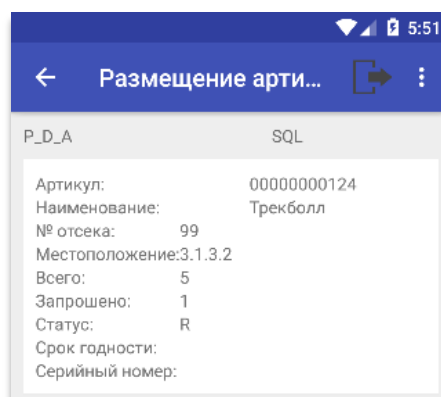 5:51
Размещение арти...
P_D_A SQL
Артикул: 00000000124
Наименование: Трекболл
№ отсека: 99
Местоположение:3.1.3.2
Всего: 5
Запрошено: 1
Статус: R
Срок годности:
Серийный номер: